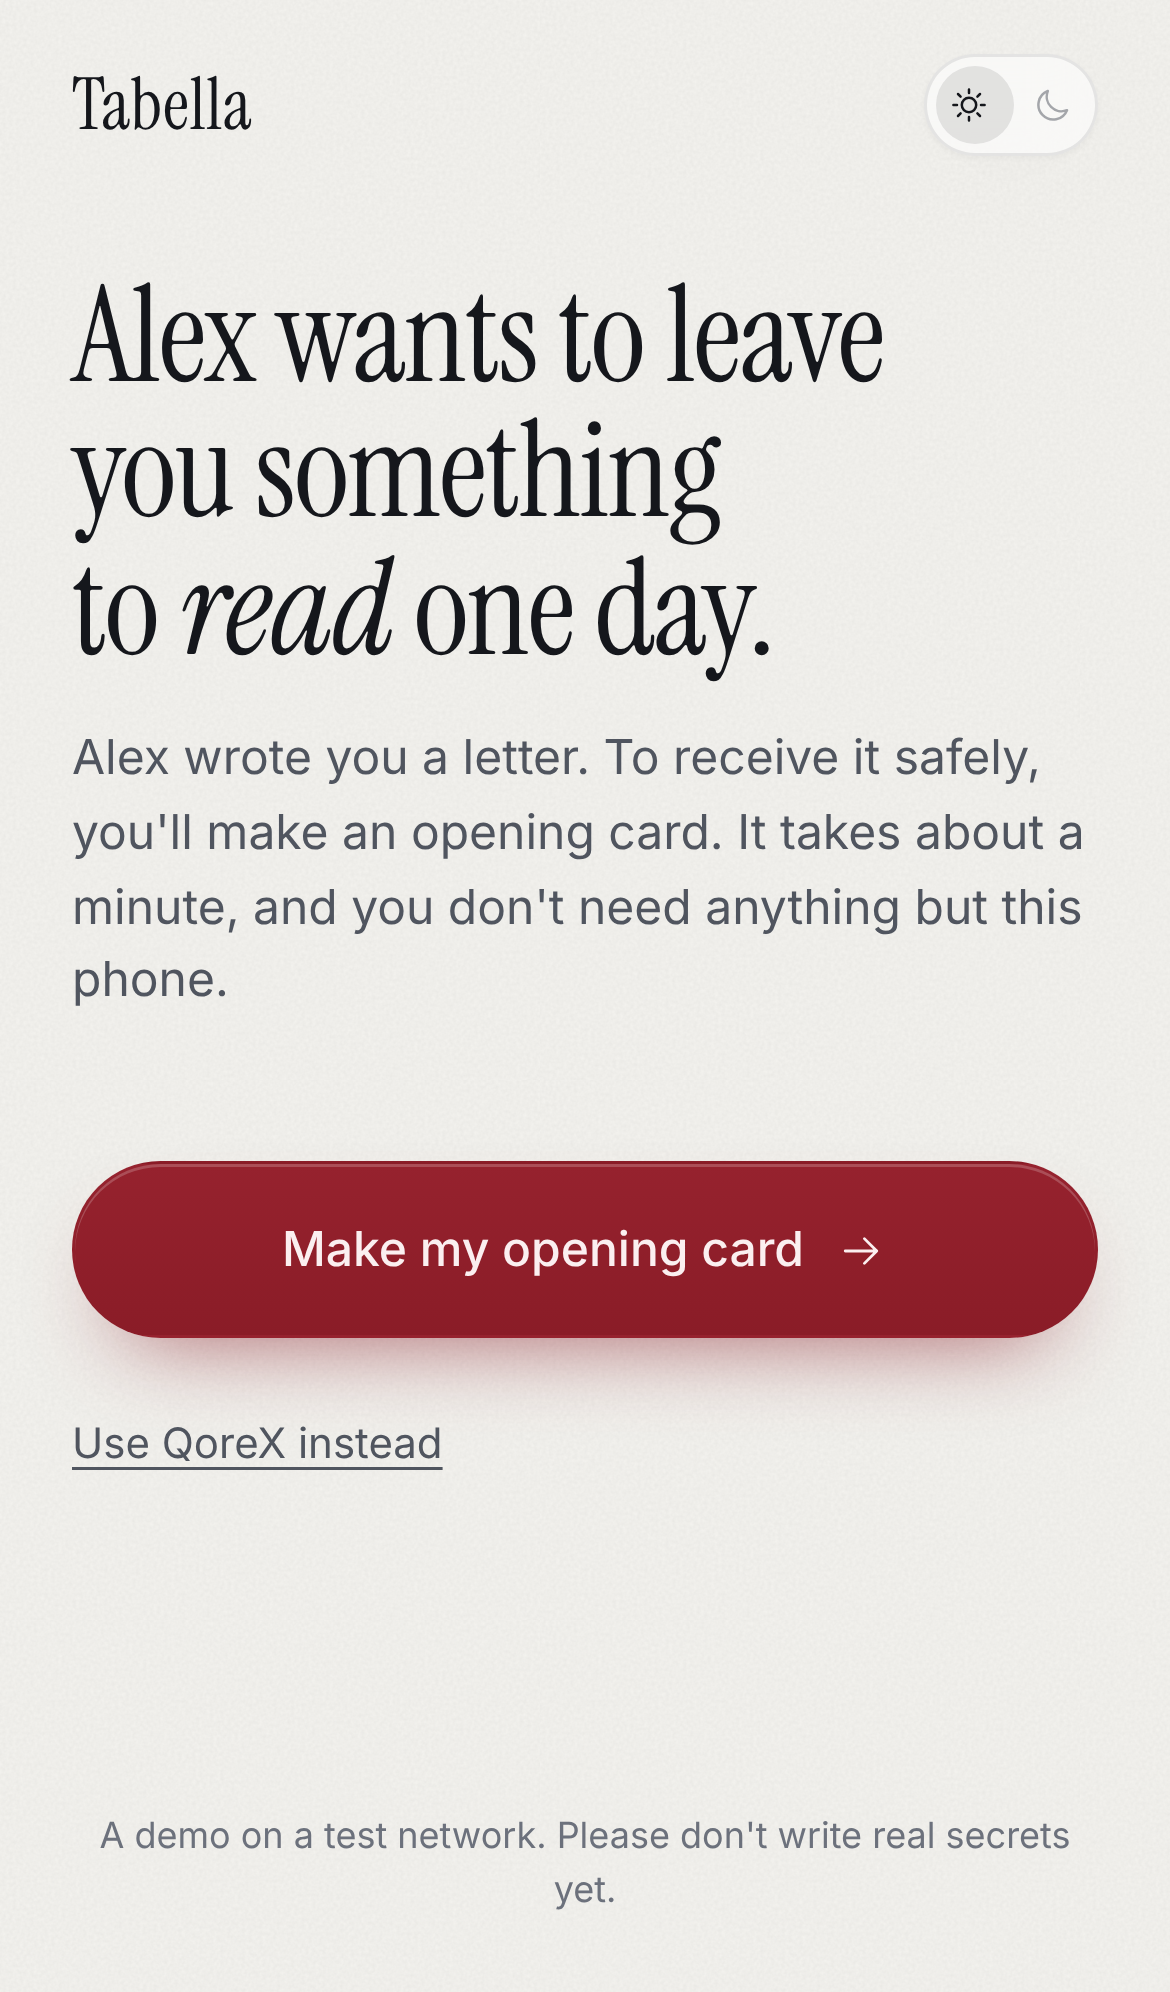 Tabella
Alex wants to leave
you something
to read one day.
Alex wrote you a letter. To receive it safely,
you'll make an opening card. It takes about a
minute, and you don't need anything but this
phone.
Make my opening card →
Use QoreX instead
A demo on a test network. Please don't write real secrets
yet.